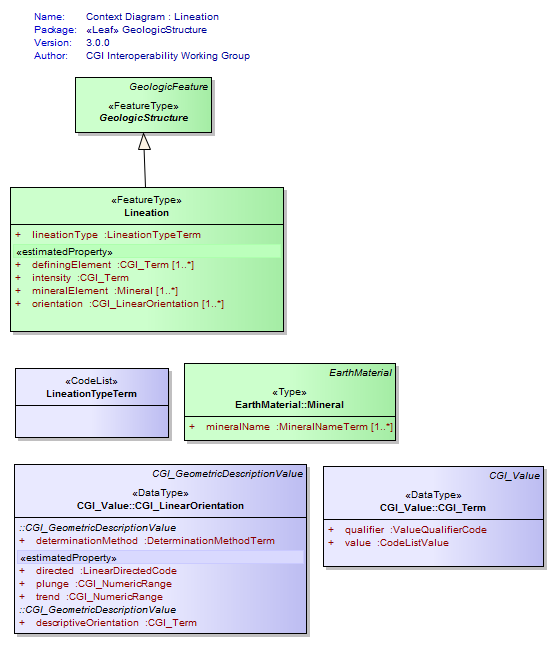 Name: Context Diagram : Lineation
Package: «Leaf» GeologicStructure
Version: 3.0.0
Author: CGI Interoperability Working Group
GeologicFeature
«FeatureType»
GeologicStructure
«FeatureType»
Lineation
+ lineationType :LineationTypeTerm
«estimatedProperty»
+ definingElement :CGI_Term [1..*]
+ intensity :CGI_Term
+ mineralElement :Mineral [1..*]
+ orientation :CGI_LinearOrientation [1..*]
«CodeList»
LineationTypeTerm
EarthMaterial
«Type»
EarthMaterial::Mineral
+ mineralName :MineralNameTerm [1..*]
CGI_GeometricDescriptionValue
«DataType»
CGI_Value::CGI_LinearOrientation
::CGI_GeometricDescriptionValue
+ determinationMethod :DeterminationMethodTerm
«estimatedProperty»
+ directed :LinearDirectedCode
+ plunge :CGI_NumericRange
+ trend :CGI_NumericRange
::CGI_GeometricDescriptionValue
+ descriptiveOrientation :CGI_Term
CGI_Value
«DataType»
CGI_Value::CGI_Term
+ qualifier :ValueQualifierCode
+ value :CodeListValue